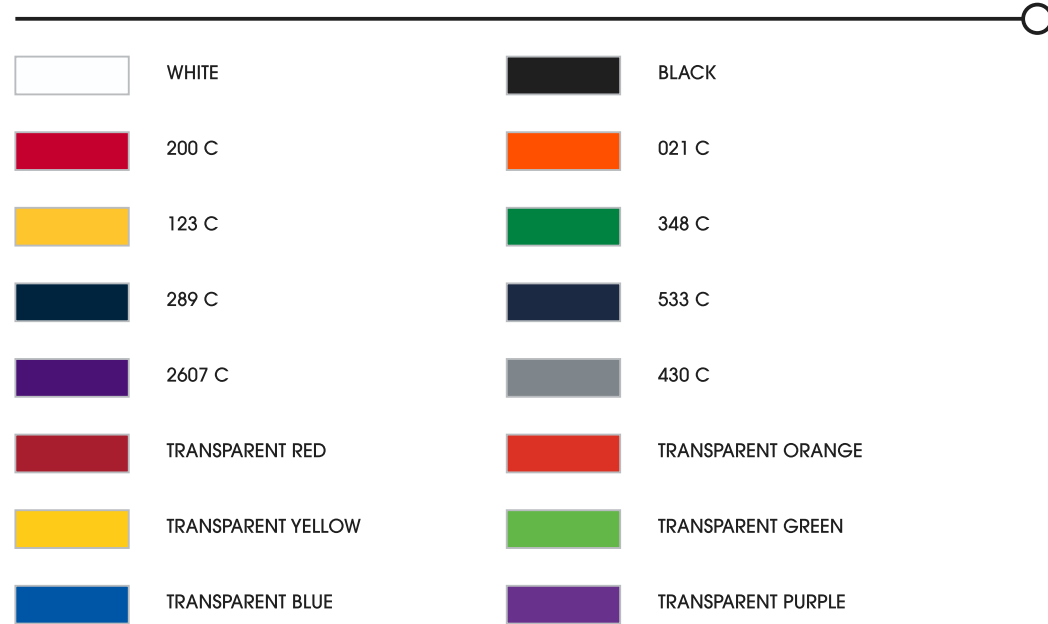 WHITE
BLACK
200 C
021 C
123 C
348 C
289 C
533 C
2607 C
430 C
TRANSPARENT RED
TRANSPARENT ORANGE
TRANSPARENT YELLOW
TRANSPARENT GREEN
TRANSPARENT BLUE
TRANSPARENT PURPLE